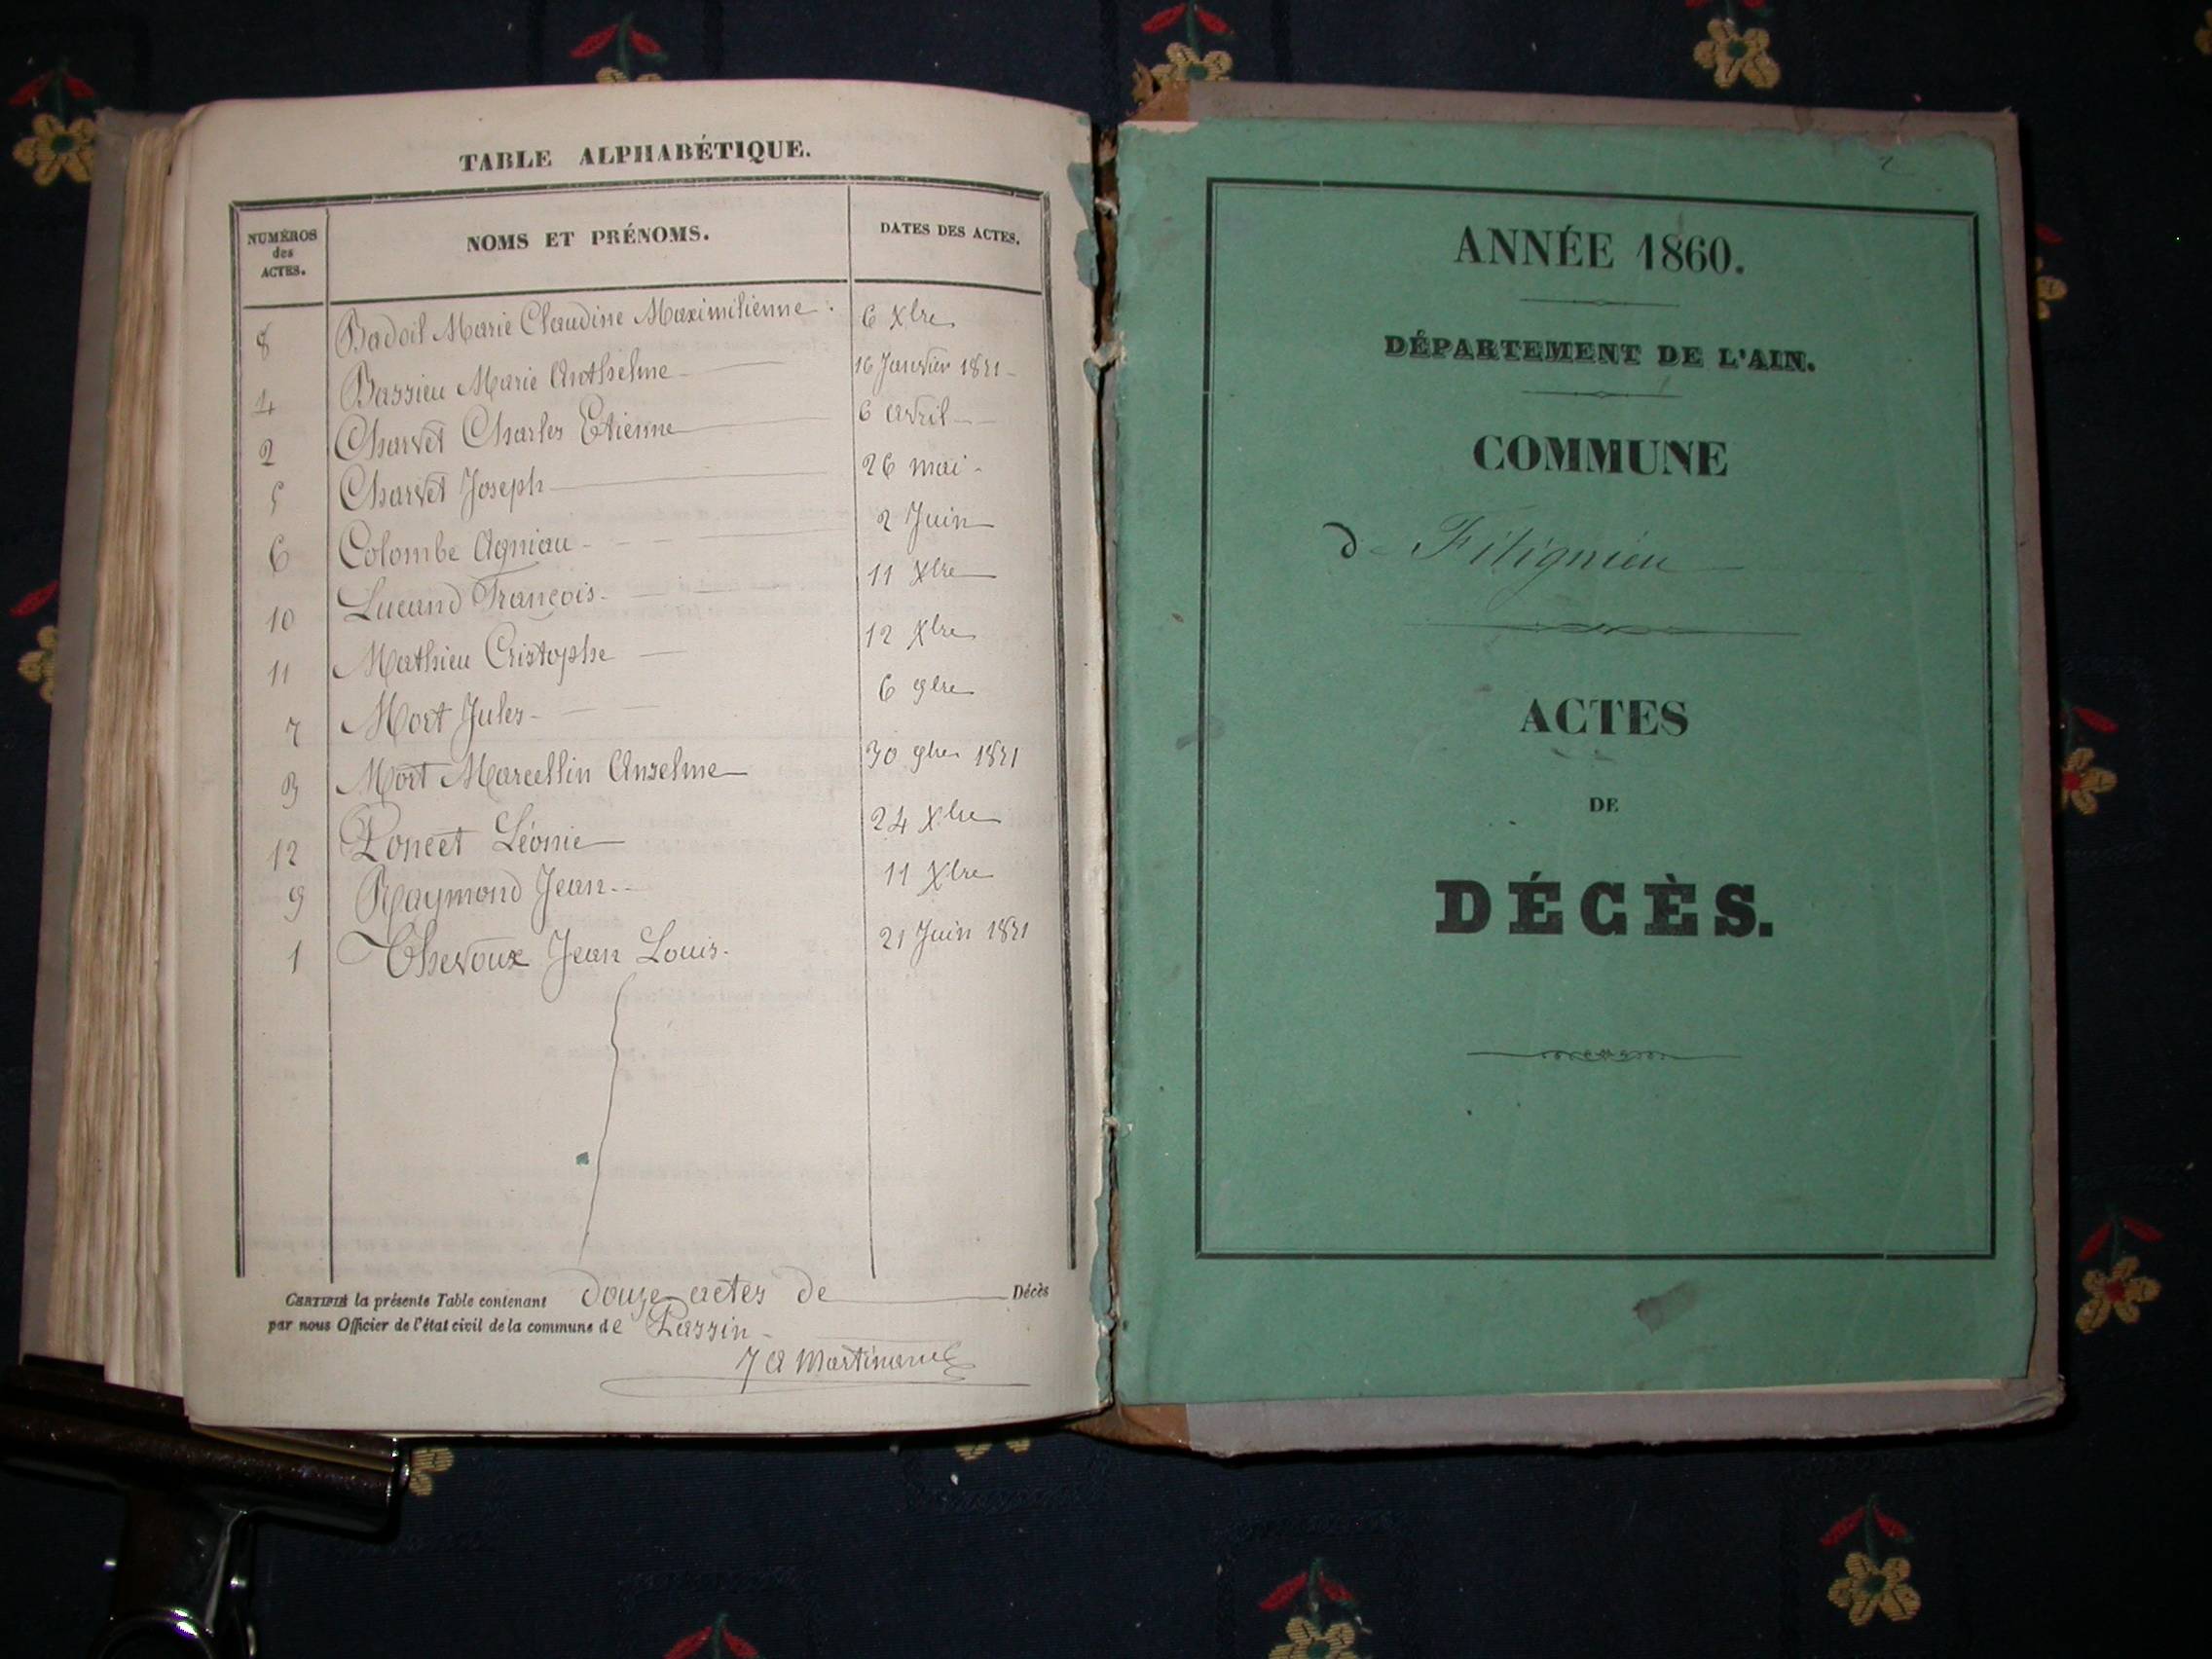 TABLE ALPHABÉTIQUE.
NUMÉROS des ACTES. NOMS ET PRÉNOMS. DATES DES ACTES.
8 Badoil Marie Claudine Maximilienne 6 Xbre
4 Bassieu Marie Anthelme 16 Janvier
2 Charvet Charles Etienne 6 avril
5 Charvet Joseph 26 mai
6 Colombe Agniau 2 Juin
10 Lucand François 11 Xbre
11 Mathieu Cristophe 12 Xbre
7 Mort Jules 6 9bre
3 Mort Marcellin Anselme 30 9bre
12 Poncet Léonie 24 Xbre
9 Raymond Jean 11 Xbre
1 Thevoux Jean Louis 21 Juin
CERTIFIÉ la présente Table contenant douze actes de Décès
par nous Officier de l'état civil de la commune de Passin
Martinand
2
ANNÉE 1860.
DÉPARTEMENT DE L'AIN.
COMMUNE
de Fitignieu
ACTES
DE
DÉCÈS.